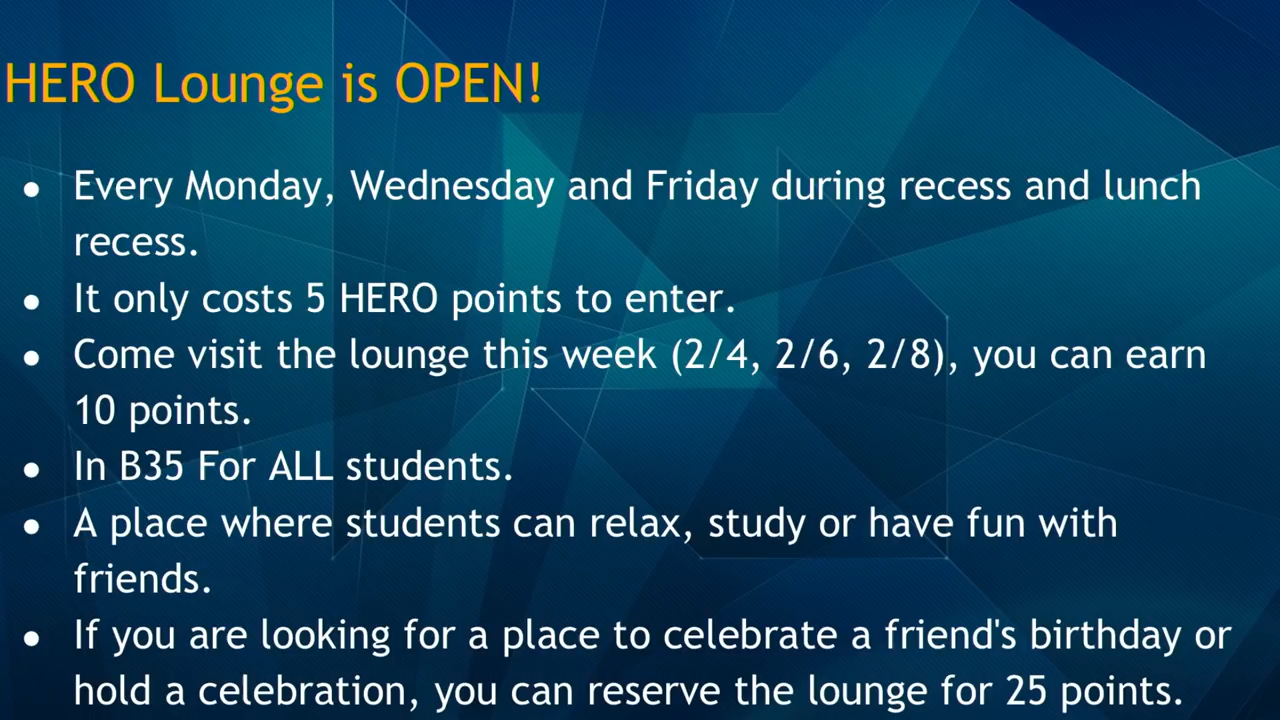 HERO Lounge is OPEN!
● Every Monday, Wednesday and Friday during recess and lunch
recess.
● It only costs 5 HERO points to enter.
● Come visit the lounge this week (2/4, 2/6, 2/8), you can earn
10 points.
● In B35 For ALL students.
● A place where students can relax, study or have fun with
friends.
● If you are looking for a place to celebrate a friend's birthday or
hold a celebration, you can reserve the lounge for 25 points.